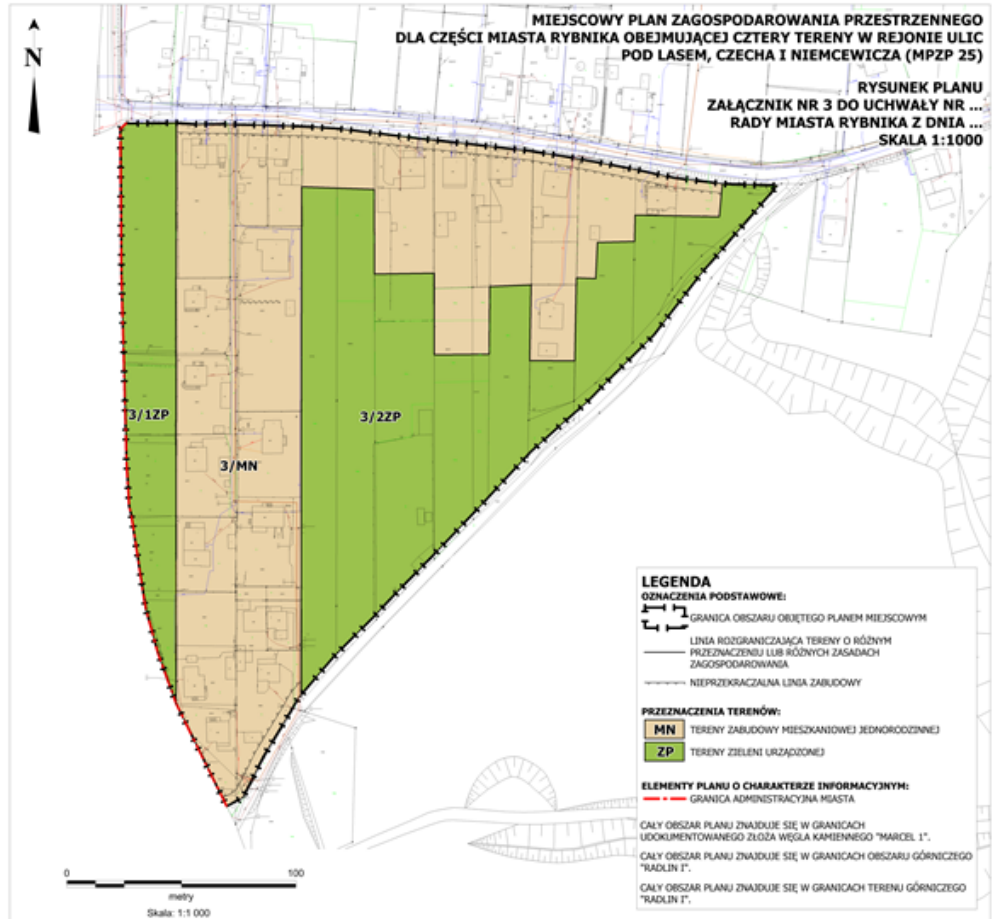 MIEJSCOWY PLAN ZAGOSPODAROWANIA PRZESTRZENNEGO
DLA CZĘŚCI MIASTA RYBNIKA OBEJMUJĄCEJ CZTERY TERENY W REJONIE ULIC
POD LASEM, CZECHA I NIEMCEWICZA (MPZP 25)
RYSUNEK PLANU
ZAŁĄCZNIK NR 3 DO UCHWAŁY NR ...
RADY MIASTA RYBNIKA Z DNIA ...
SKALA 1:1000
N
3/1ZP
3/2ZP
3/MN
LEGENDA
OZNACZENIA PODSTAWOWE:
GRANICA OBSZARU OBJĘTEGO PLANEM MIEJSCOWYM
LINIA ROZGRANICZAJĄCA TERENY O RÓŻNYM
PRZEZNACZENIU LUB RÓŻNYCH ZASADACH
ZAGOSPODAROWANIA
NIEPRZEKRACZALNA LINIA ZABUDOWY
PRZEZNACZENIA TERENÓW:
MN TERENY ZABUDOWY MIESZKANIOWEJ JEDNORODZINNEJ
ZP TERENY ZIELENI URZĄDZONEJ
ELEMENTY PLANU O CHARAKTERZE INFORMACYJNYM:
GRANICA ADMINISTRACYJNA MIASTA
CAŁY OBSZAR PLANU ZNAJDUJE SIĘ W GRANICACH
UDOKUMENTOWANEGO ZŁOŻA WĘGLA KAMIENNEGO "MARCEL 1".
CAŁY OBSZAR PLANU ZNAJDUJE SIĘ W GRANICACH OBSZARU GÓRNICZEGO
"RADLIN I".
CAŁY OBSZAR PLANU ZNAJDUJE SIĘ W GRANICACH TERENU GÓRNICZEGO
"RADLIN I".
0 100
metry
Skala: 1:1 000